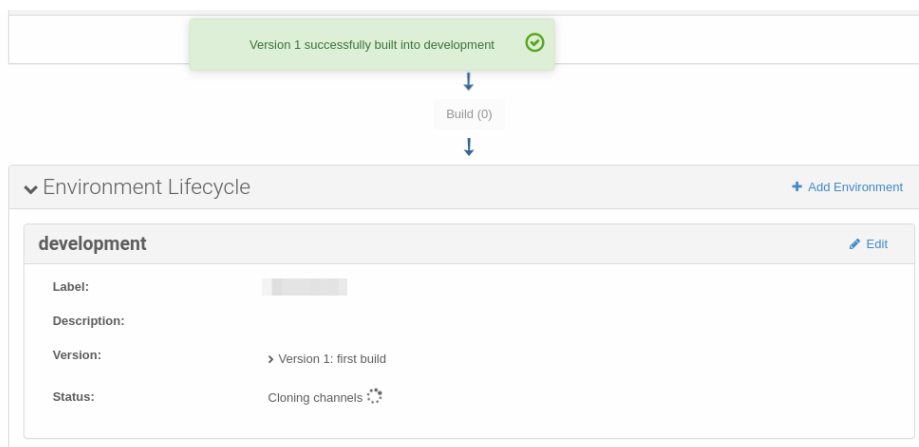 Version 1 successfully built into development
Build (0)
Environment Lifecycle
Add Environment
development
Edit
Label:
Description:
Version:
Version 1: first build
Status:
Cloning channels